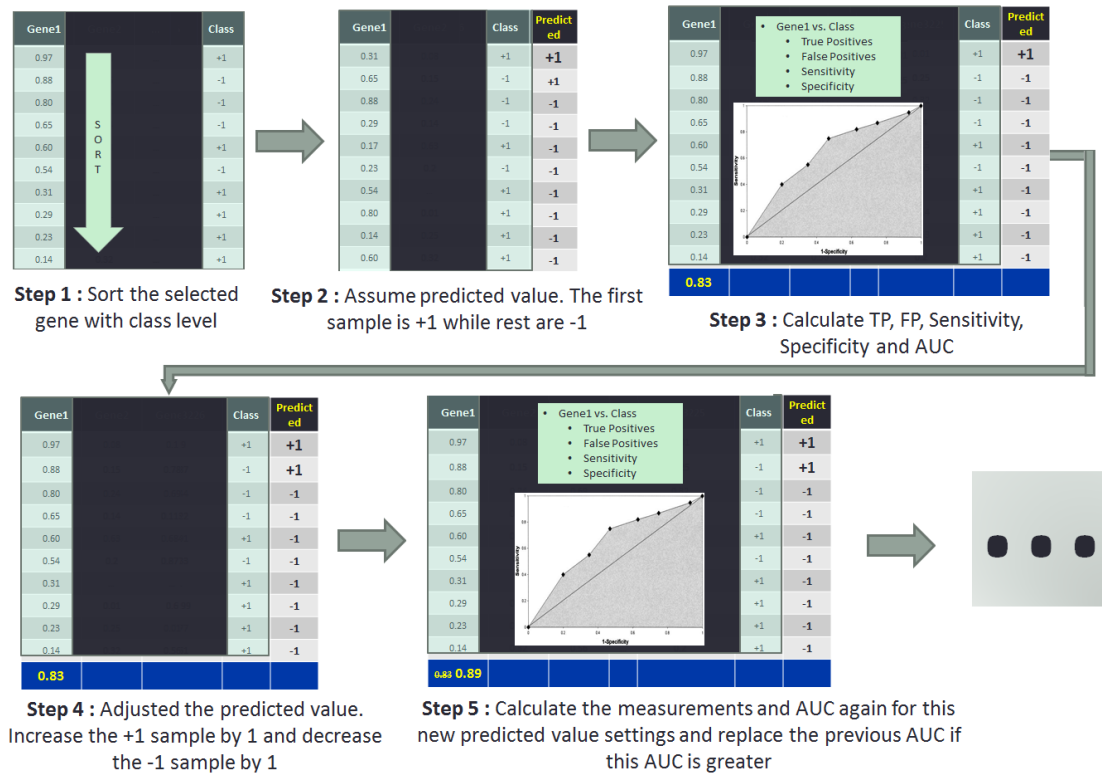 Gene1 Class
0.97 +1
0.88 -1
0.80 -1
0.65 -1
0.60 +1
0.54 -1
0.31 +1
0.29 +1
0.23 +1
0.14 +1
S
O
R
T
Step 1 : Sort the selected
gene with class level
Gene1 Class Predict
ed
0.31 +1 +1
0.65 -1 +1
0.88 -1 -1
0.29 -1 -1
0.17 +1 -1
0.23 -1 -1
0.54 +1 -1
0.80 +1 -1
0.14 +1 -1
0.60 +1 -1
Step 2 : Assume predicted value. The first
sample is +1 while rest are -1
Gene1 Class Predict
ed
• Gene1 vs. Class
• True Positives
• False Positives
• Sensitivity
• Specificity
0.97 +1 +1
0.88 -1 -1
0.80 -1 -1
0.65 -1 -1
0.60 +1 -1
0.54 -1 -1
0.31 +1 -1
0.29 +1 -1
0.23 +1 -1
0.14 +1 -1
Sensitivity
1-Specificity
0.83
Step 3 : Calculate TP, FP, Sensitivity,
Specificity and AUC
Gene1 Class Predict
ed
0.97 +1 +1
0.88 -1 +1
0.80 -1 -1
0.65 -1 -1
0.60 +1 -1
0.54 -1 -1
0.31 +1 -1
0.29 +1 -1
0.23 +1 -1
0.14 +1 -1
0.83
Step 4 : Adjusted the predicted value.
Increase the +1 sample by 1 and decrease
the -1 sample by 1
Gene1 Class Predict
ed
• Gene1 vs. Class
• True Positives
• False Positives
• Sensitivity
• Specificity
0.97 +1 +1
0.88 -1 +1
0.80 -1 -1
0.65 -1 -1
0.60 +1 -1
0.54 -1 -1
0.31 +1 -1
0.29 +1 -1
0.23 +1 -1
0.14 +1 -1
Sensitivity
1-Specificity
0.83 0.89
Step 5 : Calculate the measurements and AUC again for this
new predicted value settings and replace the previous AUC if
this AUC is greater